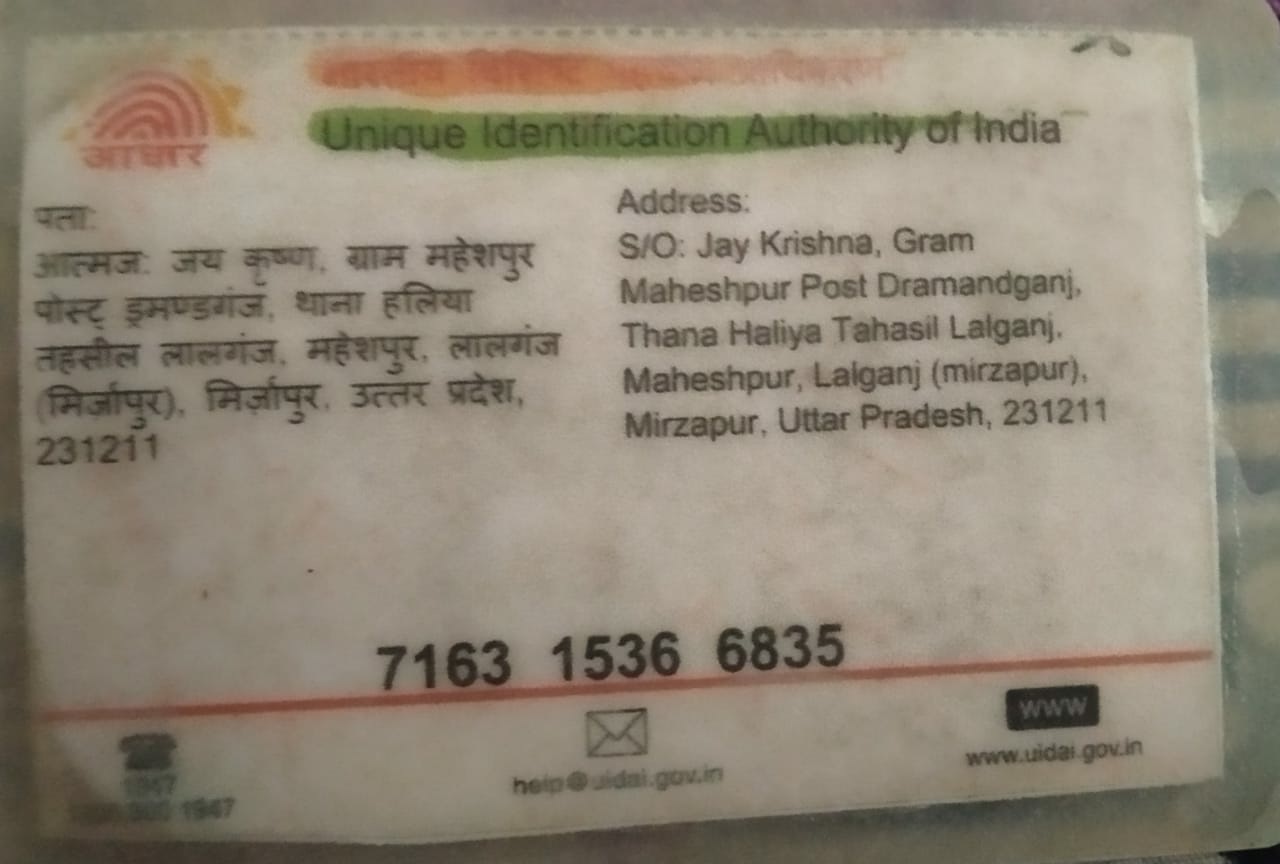 आधार
Unique Identification Authority of India
पता:
आत्मज: जय कृष्ण, ग्राम महेशपुर
पोस्ट् ड्रमण्डगंज, थाना हलिया
तहसील लालगंज, महेशपुर, लालगंज
(मिर्जापुर), मिर्ज़ापुर, उत्तर प्रदेश,
231211
Address:
S/O: Jay Krishna, Gram
Maheshpur Post Dramandganj,
Thana Haliya Tahasil Lalganj,
Maheshpur, Lalganj (mirzapur),
Mirzapur, Uttar Pradesh, 231211
7163 1536 6835
1947
1947
help@uidai.gov.in
www
www.uidai.gov.in